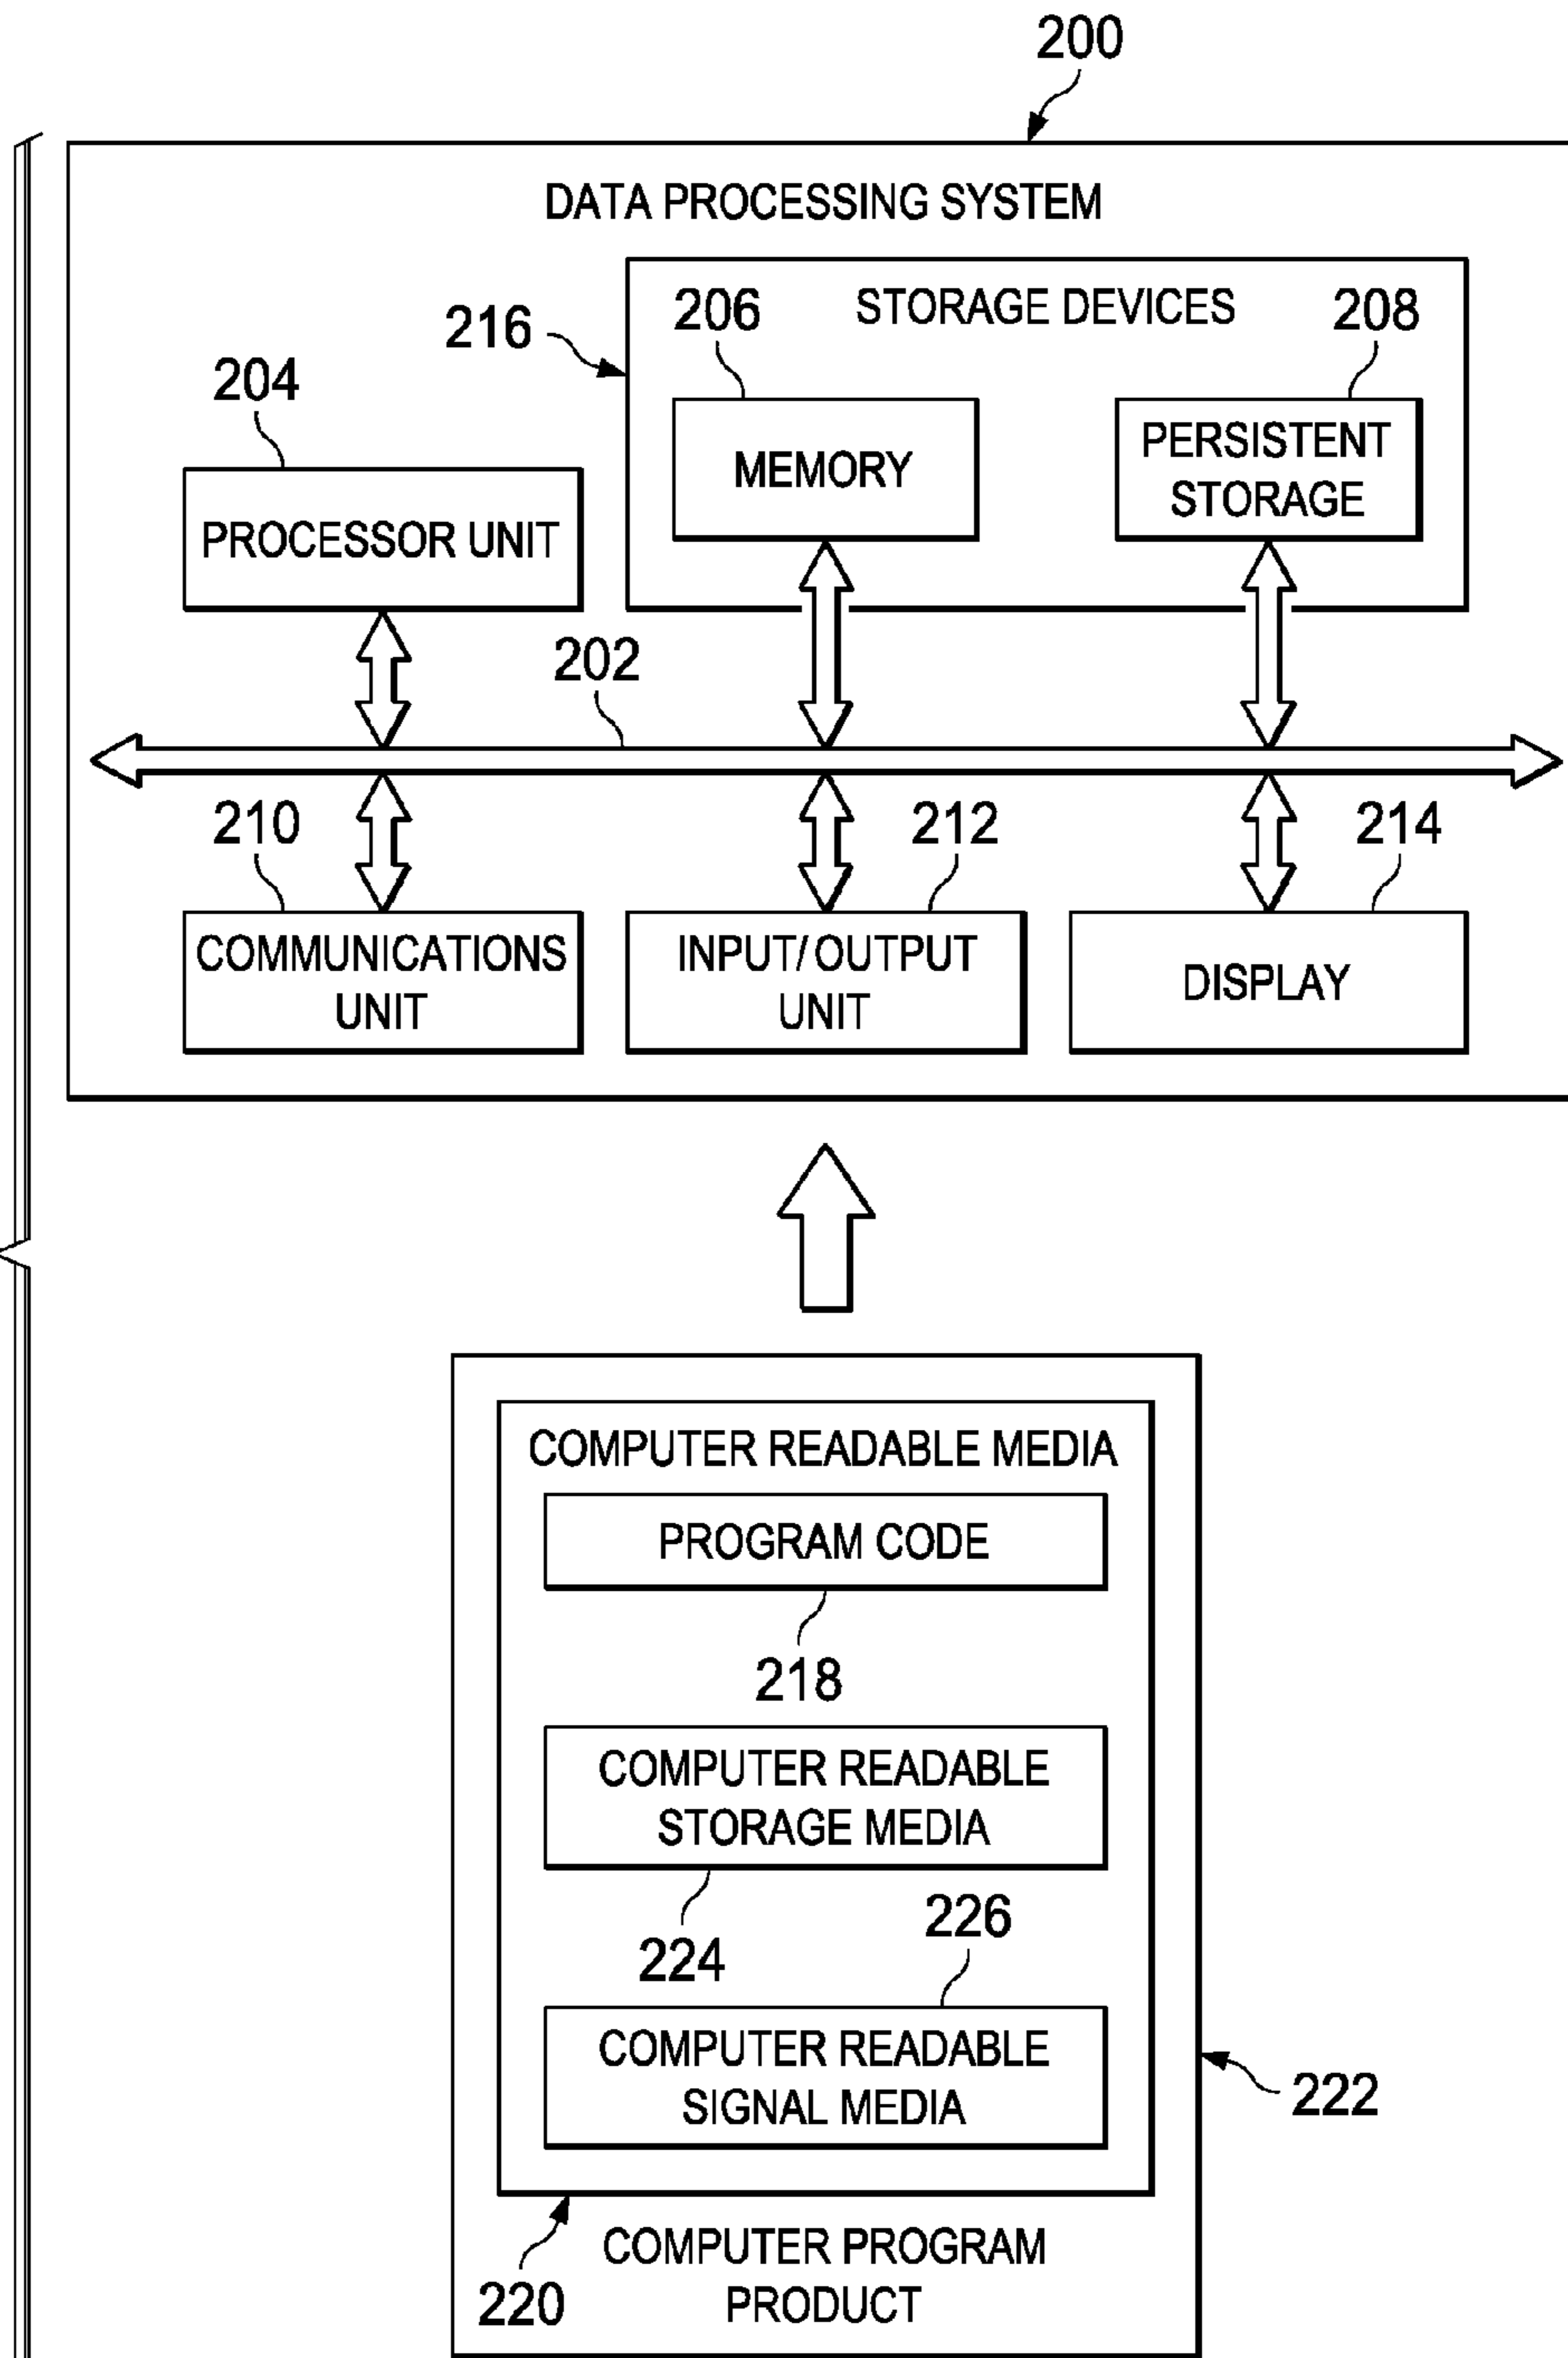 200
DATA PROCESSING SYSTEM
216
206
STORAGE DEVICES
208
204
MEMORY
PERSISTENT
STORAGE
PROCESSOR UNIT
202
210
212
214
COMMUNICATIONS
UNIT
INPUT/OUTPUT
UNIT
DISPLAY
COMPUTER READABLE MEDIA
PROGRAM CODE
218
COMPUTER READABLE
STORAGE MEDIA
224
226
COMPUTER READABLE
SIGNAL MEDIA
222
220
COMPUTER PROGRAM
PRODUCT